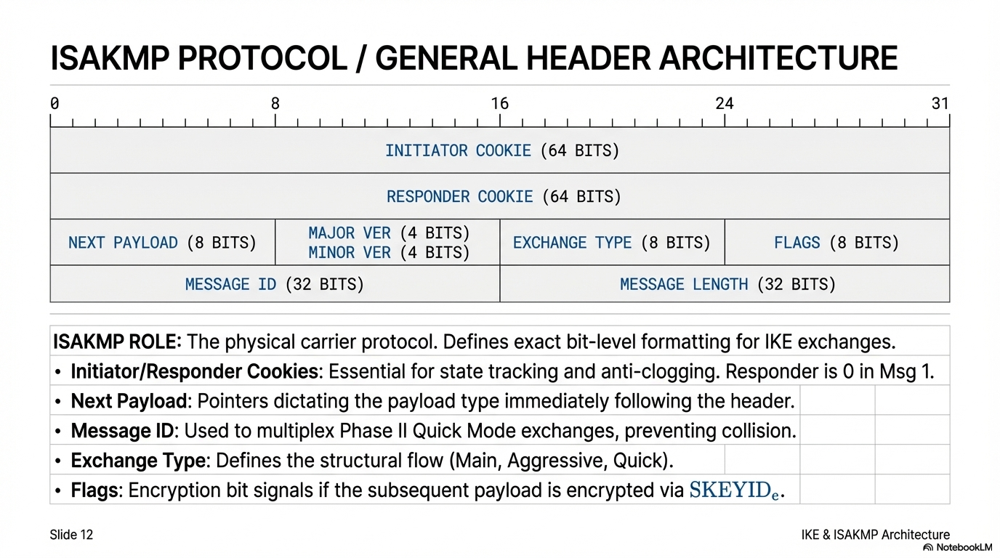 ISAKMP PROTOCOL / GENERAL HEADER ARCHITECTURE
0 8 16 24 31
INITIATOR COOKIE (64 BITS)
RESPONDER COOKIE (64 BITS)
NEXT PAYLOAD (8 BITS)
MAJOR VER (4 BITS)
MINOR VER (4 BITS)
EXCHANGE TYPE (8 BITS)
FLAGS (8 BITS)
MESSAGE ID (32 BITS)
MESSAGE LENGTH (32 BITS)
ISAKMP ROLE: The physical carrier protocol. Defines exact bit-level formatting for IKE exchanges.
• Initiator/Responder Cookies: Essential for state tracking and anti-clogging. Responder is 0 in Msg 1.
• Next Payload: Pointers dictating the payload type immediately following the header.
• Message ID: Used to multiplex Phase II Quick Mode exchanges, preventing collision.
• Exchange Type: Defines the structural flow (Main, Aggressive, Quick).
• Flags: Encryption bit signals if the subsequent payload is encrypted via SKEYIDₑ.
Slide 12
IKE & ISAKMP Architecture
NotebookLM